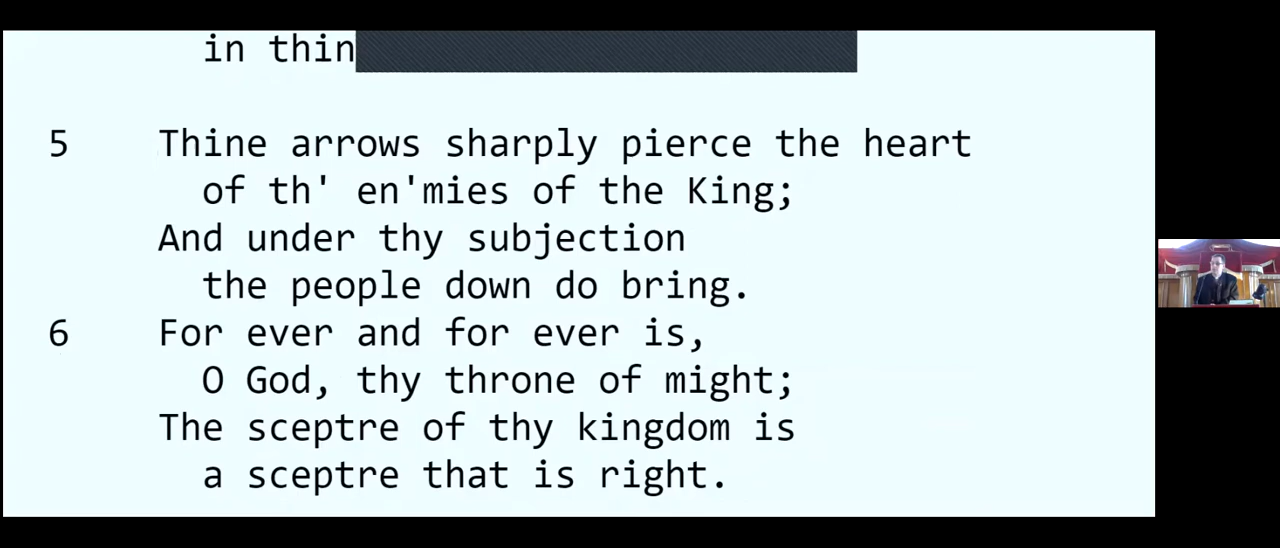 in thin
5 Thine arrows sharply pierce the heart
of th' en'mies of the King;
And under thy subjection
the people down do bring.
6 For ever and for ever is,
O God, thy throne of might;
The sceptre of thy kingdom is
a sceptre that is right.